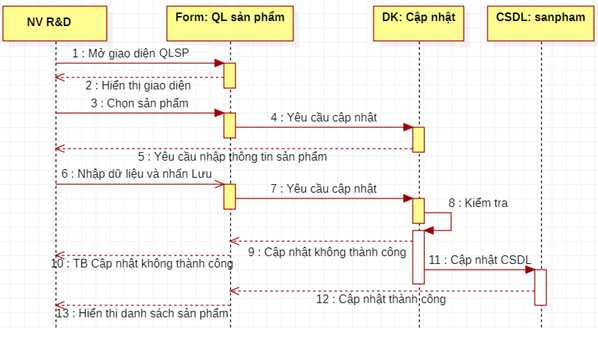 NV R&D
Form: QL sản phẩm
DK: Cập nhật
CSDL: sanpham
1 : Mở giao diện QLSP
2 : Hiển thị giao diện
3 : Chọn sản phẩm
4 : Yêu cầu cập nhật
5 : Yêu cầu nhập thông tin sản phẩm
6 : Nhập dữ liệu và nhấn Lưu
7 : Yêu cầu cập nhật
8 : Kiểm tra
9 : Cập nhật không thành công
10 : TB Cập nhật không thành công
11 : Cập nhật CSDL
12 : Cập nhật thành công
13 : Hiển thị danh sách sản phẩm